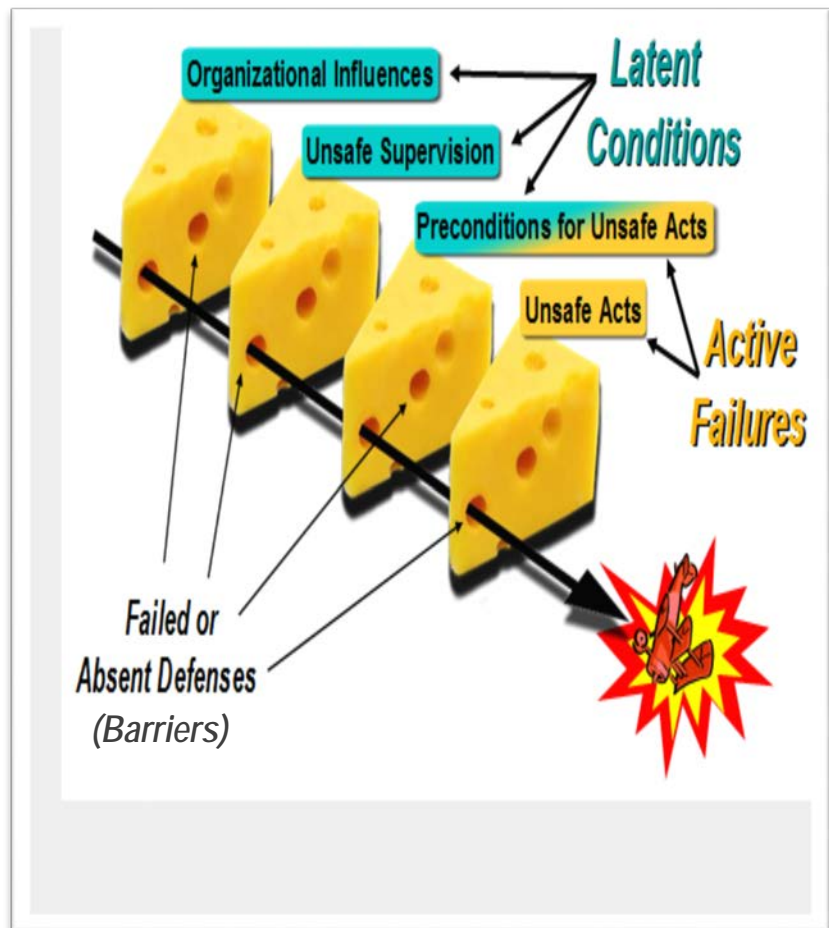 Organizational Influences
Latent
Conditions
Unsafe Supervision
Preconditions for Unsafe Acts
Unsafe Acts
Active
Failures
Failed or
Absent Defenses
(Barriers)